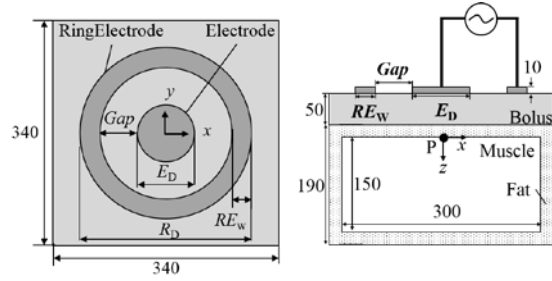 RingElectrode
Electrode
Gap
y
x
E_D
RE_W
R_D
340
340
Gap
10
50
RE_W
E_D
Bolus
P
x
Muscle
z
190
150
300
Fat